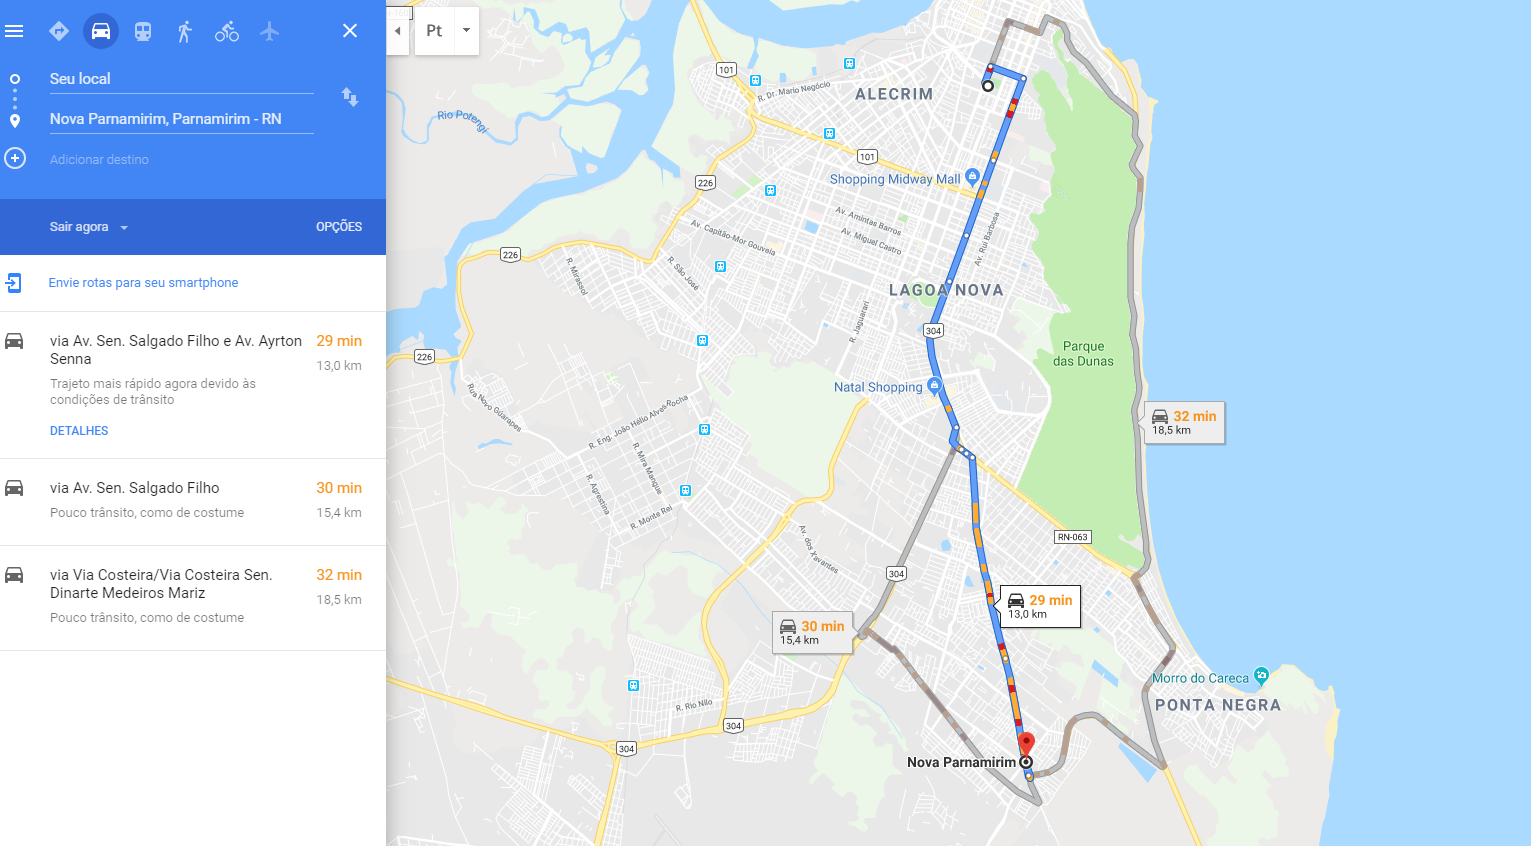 Seu local
Nova Parnamirim, Parnamirim - RN
Adicionar destino
Sair agora
OPÇÕES
Envie rotas para seu smartphone
via Av. Sen. Salgado Filho e Av. Ayrton
Senna
29 min
13,0 km
Trajeto mais rápido agora devido às
condições de trânsito
DETALHES
via Av. Sen. Salgado Filho
30 min
Pouco trânsito, como de costume
15,4 km
via Via Costeira/Via Costeira Sen.
Dinarte Medeiros Mariz
32 min
18,5 km
Pouco trânsito, como de costume
Pt
101
R. Dr. Mario Negócio
ALECRIM
Rio Potengi
101
226
Shopping Midway Mall
Av. Amintas Barros
Av. Miguel Castro
Av. Capitão-Mor Gouveia
Av. Rui Barbosa
226
R. Mirassol
R. São José
LAGOA NOVA
R. Jaguarari
304
226
Parque
das Dunas
Natal Shopping
Rua Novo Guarapes
R. Eng. João Hélio Alves Rocha
32 min
18,5 km
R. Mira Mangue
R. Agrestina
R. Monte Rei
Av. dos Xavantes
RN-063
304
29 min
13,0 km
30 min
15,4 km
Morro do Careca
PONTA NEGRA
R. Rio Nilo
304
304
Nova Parnamirim